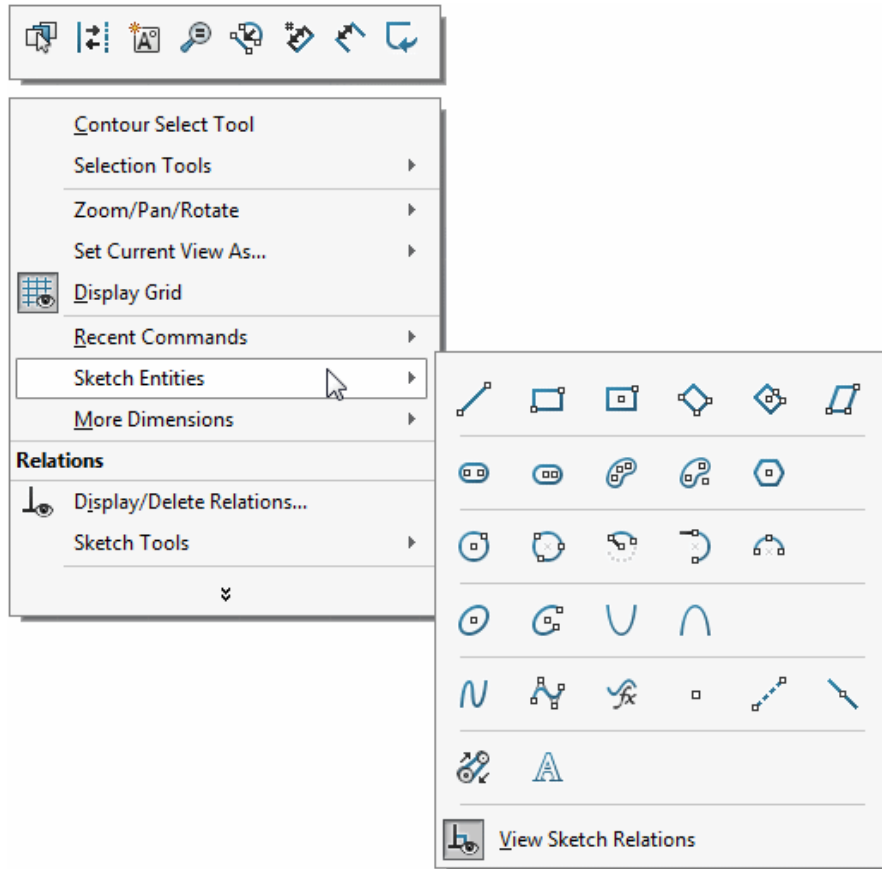 Contour Select Tool
Selection Tools
Zoom/Pan/Rotate
Set Current View As...
Display Grid
Recent Commands
Sketch Entities
More Dimensions
Relations
Display/Delete Relations...
Sketch Tools
View Sketch Relations